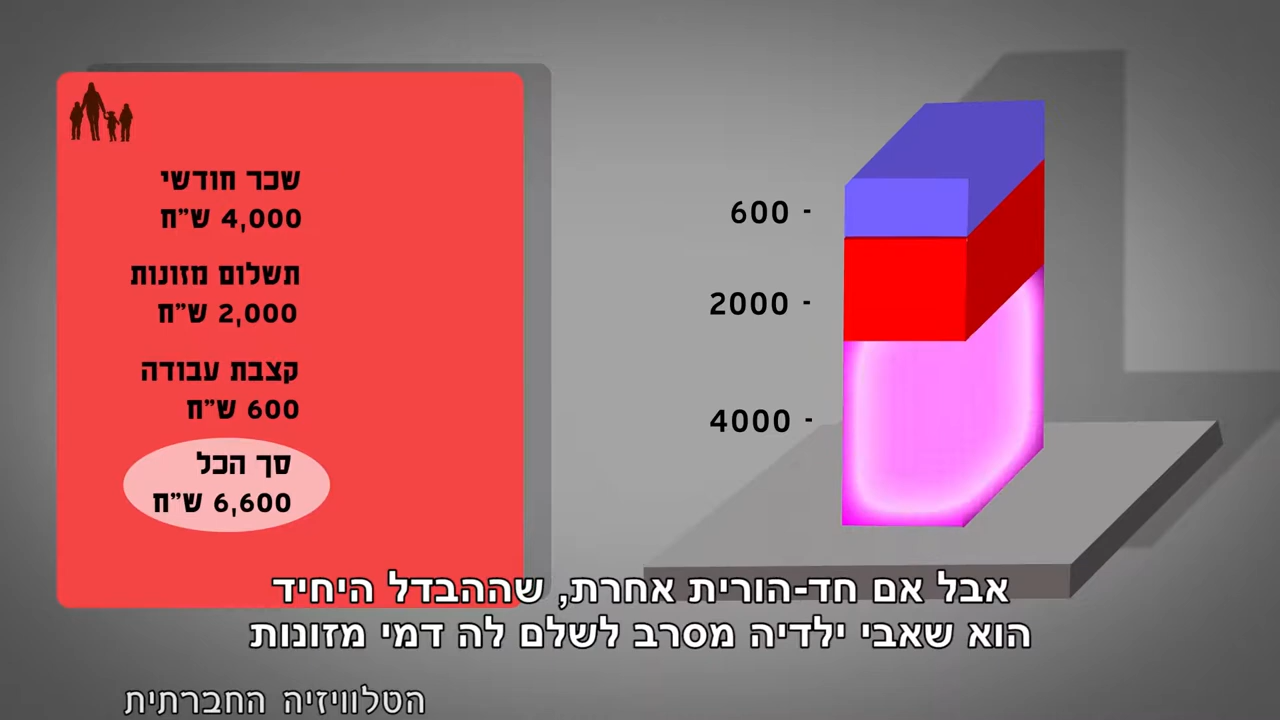 שכר חודשי
4,000 ש"ח
תשלום מזונות
2,000 ש"ח
קצבת עבודה
600 ש"ח
סך הכל
6,600 ש"ח
600 -
2000 -
4000 -
אבל אם חד-הורית אחרת, שההבדל היחיד
הוא שאבי ילדיה מסרב לשלם לה דמי מזונות
הטלוויזיה החברתית